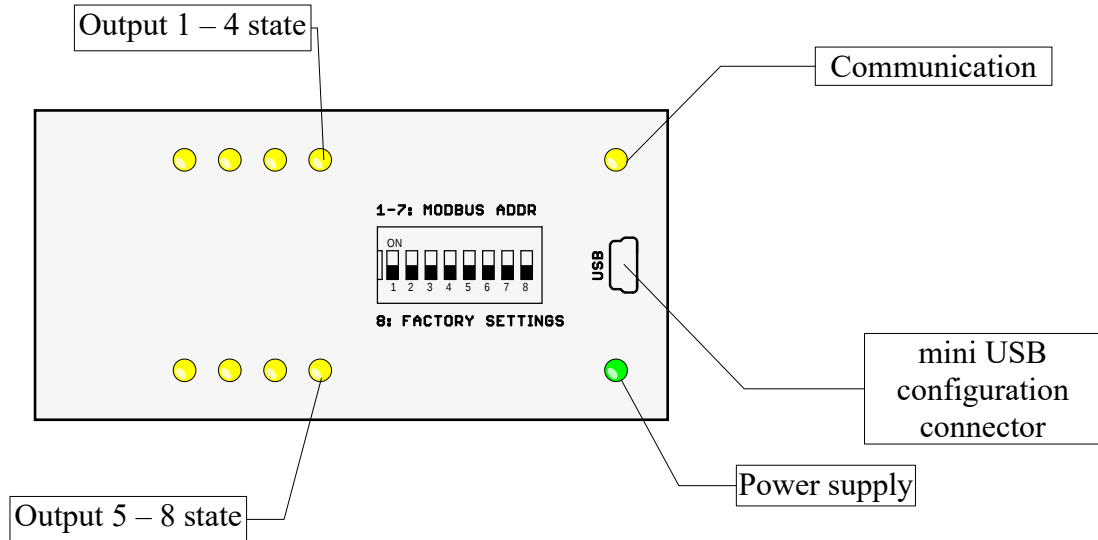 Output 1 – 4 state
Communication
1-7: MODBUS ADDR
ON
1 2 3 4 5 6 7 8
USB
8: FACTORY SETTINGS
mini USB
configuration
connector
Power supply
Output 5 – 8 state